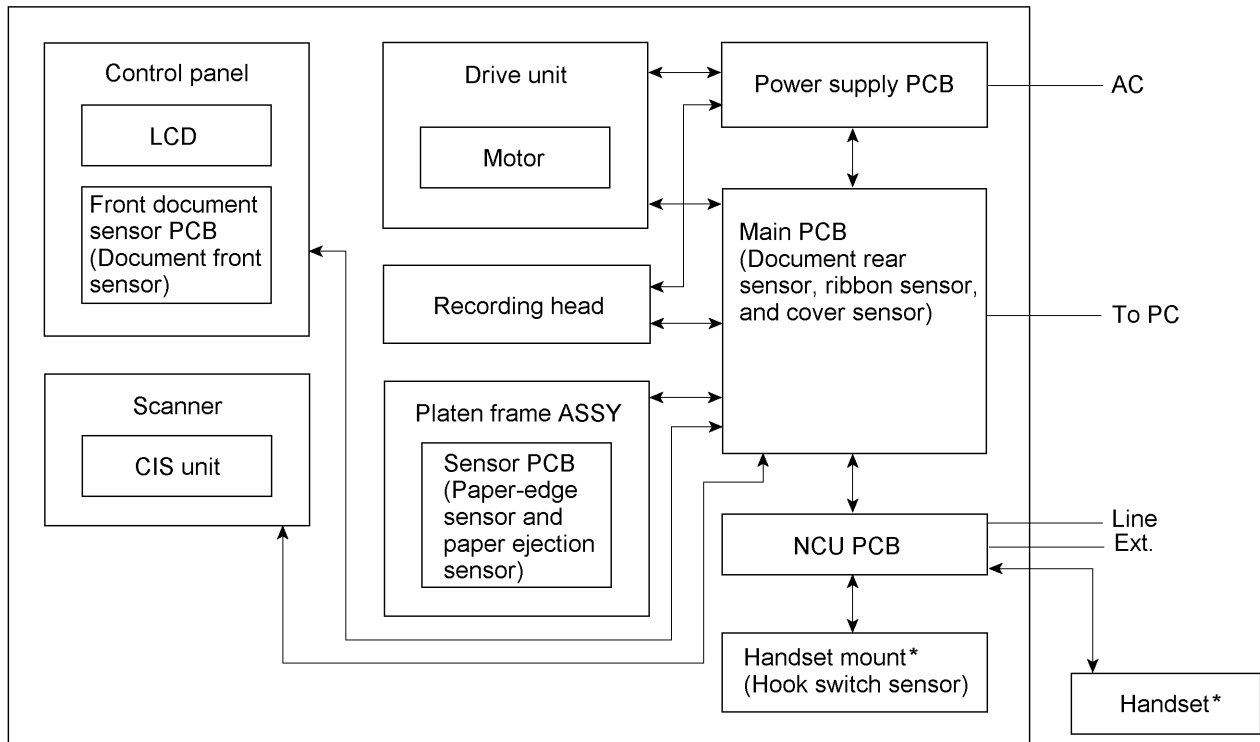 Control panel
LCD
Front document
sensor PCB
(Document front
sensor)
Scanner
CIS unit
Drive unit
Motor
Recording head
Platen frame ASSY
Sensor PCB
(Paper-edge
sensor and
paper ejection
sensor)
Power supply PCB
Main PCB
(Document rear
sensor, ribbon sensor,
and cover sensor)
NCU PCB
Handset mount*
(Hook switch sensor)
AC
To PC
Line
Ext.
Handset*